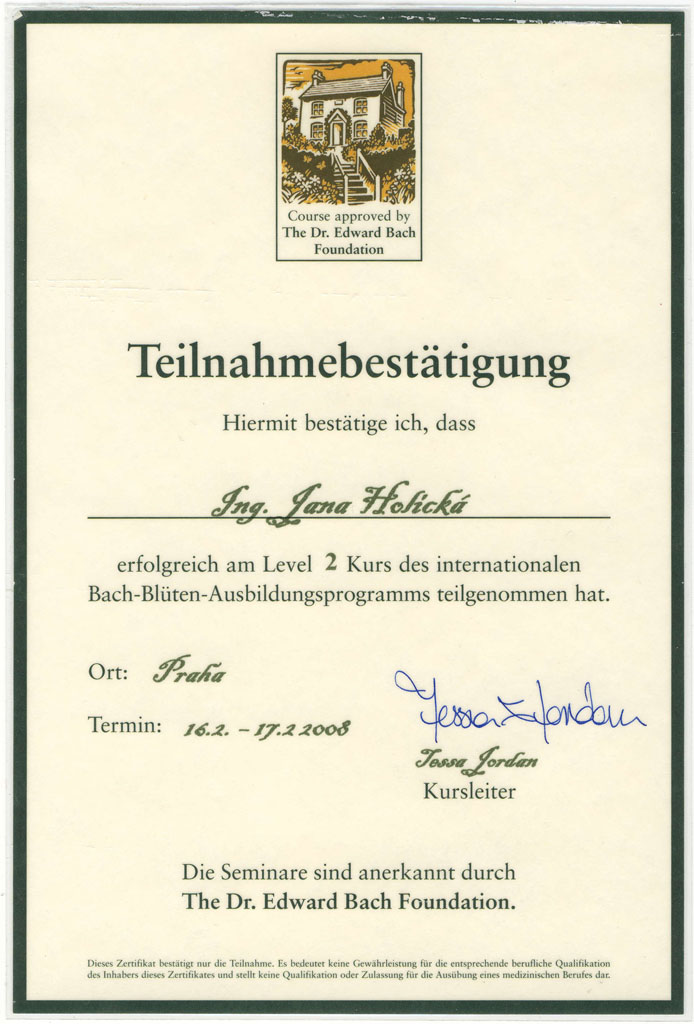 Course approved by
The Dr. Edward Bach
Foundation
Teilnahmebestätigung
Hiermit bestätige ich, dass
Ing. Jana Holická
erfolgreich am Level 2 Kurs des internationalen
Bach-Blüten-Ausbildungsprogramms teilgenommen hat.
Ort: Praha
Termin: 16.2. – 17.2 2008
Tessa Jordan
Tessa Jordan
Kursleiter
Die Seminare sind anerkannt durch
The Dr. Edward Bach Foundation.
Dieses Zertifikat bestätigt nur die Teilnahme. Es bedeutet keine Gewährleistung für die entsprechende berufliche Qualifikation
des Inhabers dieses Zertifikates und stellt keine Qualifikation oder Zulassung für die Ausübung eines medizinischen Berufes dar.